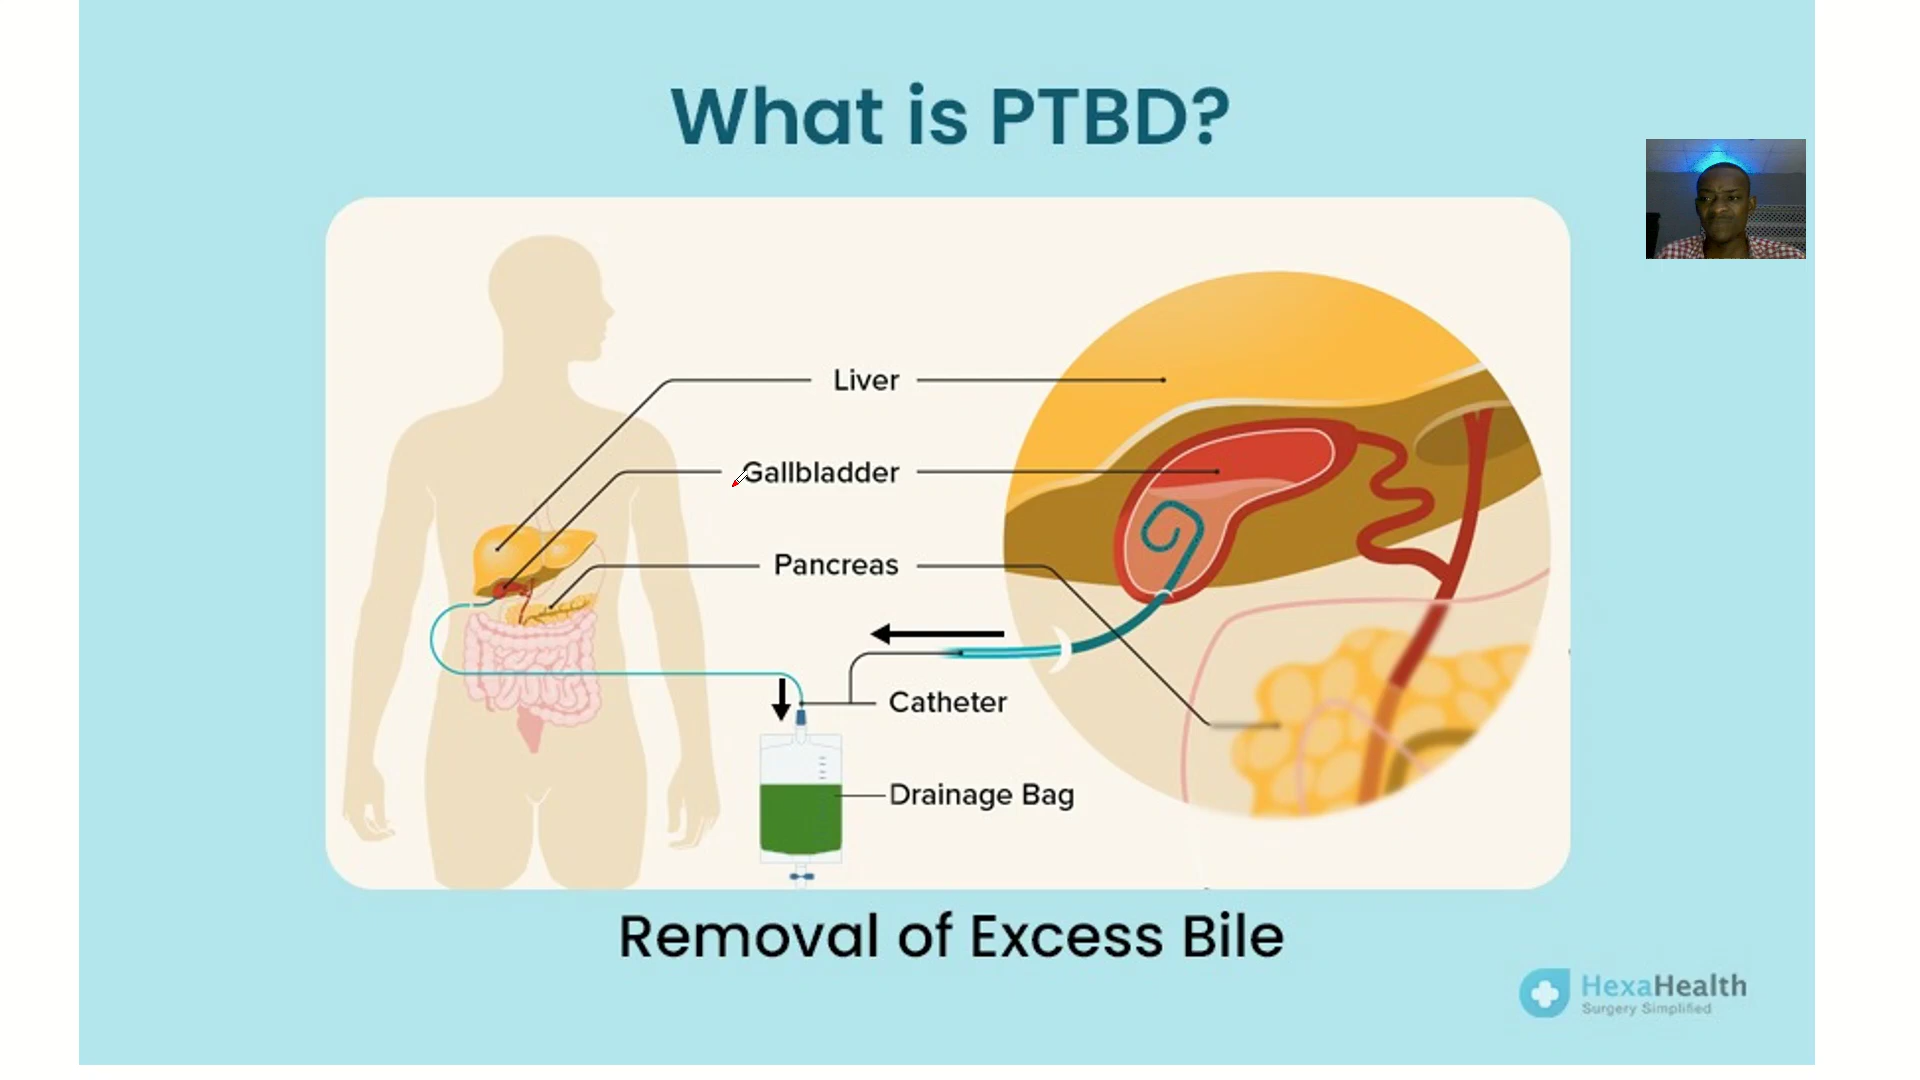 What is PTBD?
Liver
Gallbladder
Pancreas
Catheter
Drainage Bag
Removal of Excess Bile
HexaHealth
Surgery Simplified